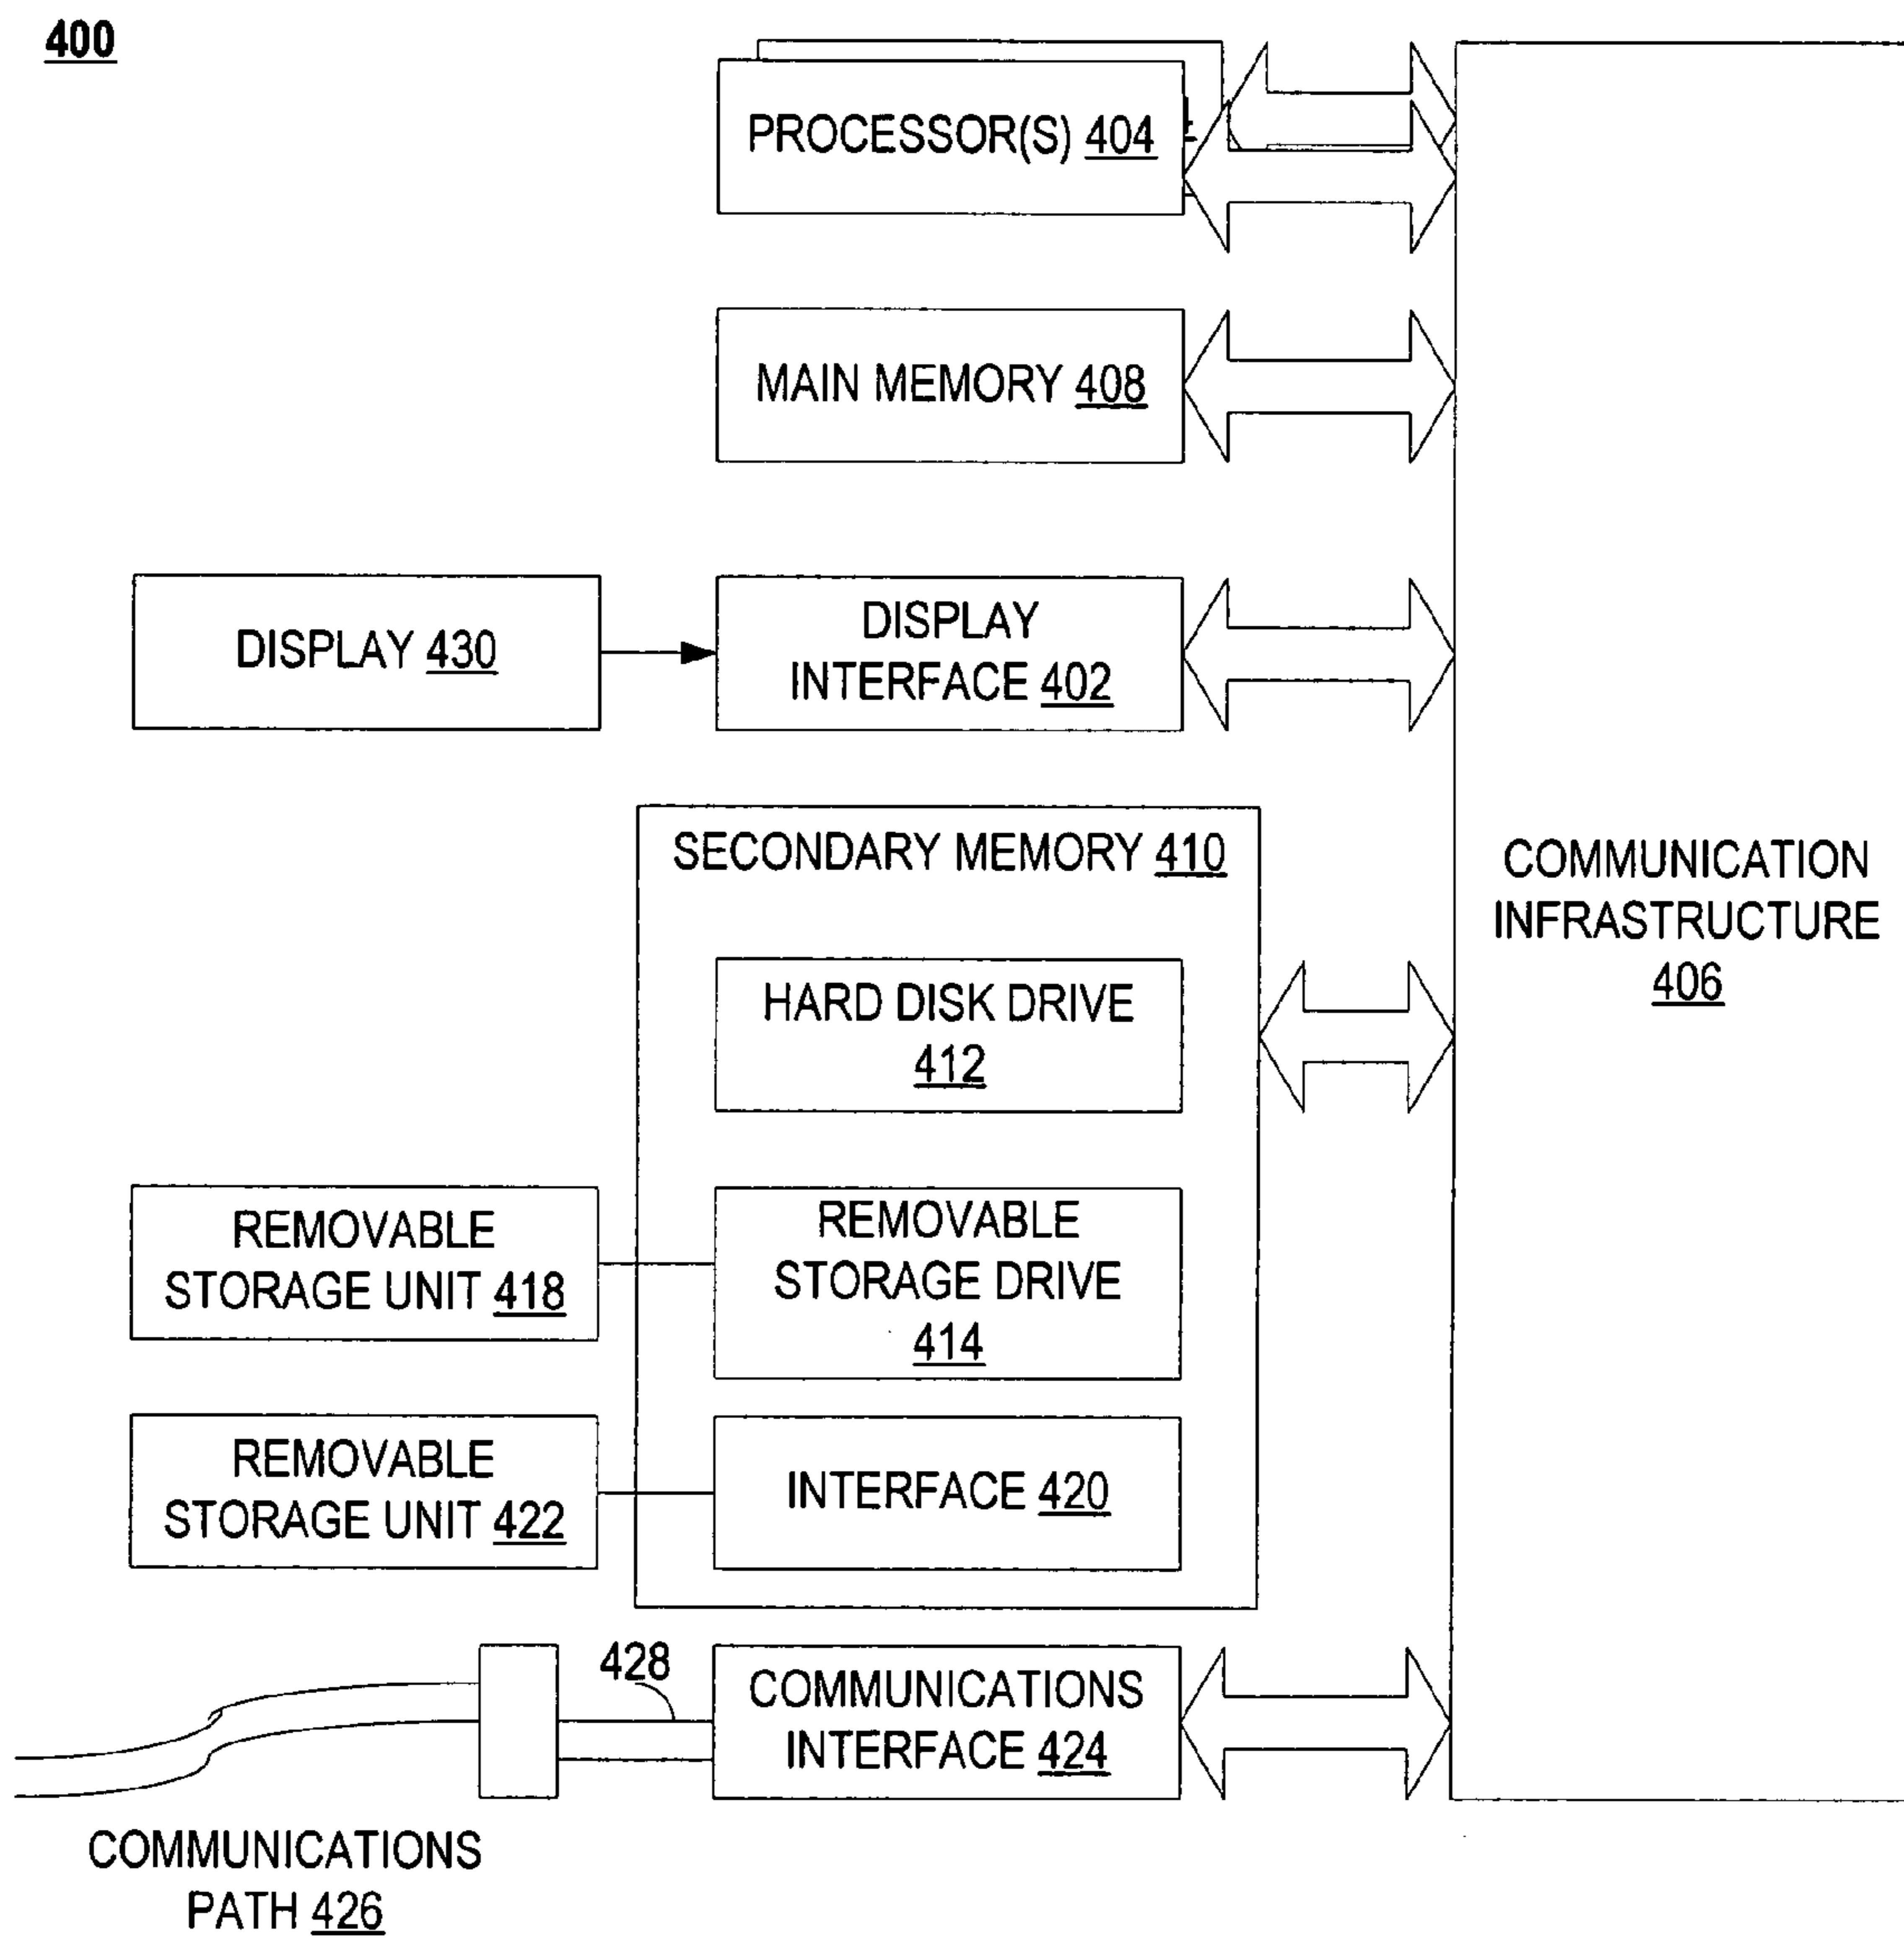 400
PROCESSOR(S) 404
MAIN MEMORY 408
DISPLAY 430
DISPLAY
INTERFACE 402
SECONDARY MEMORY 410
HARD DISK DRIVE
412
COMMUNICATION
INFRASTRUCTURE
406
REMOVABLE
STORAGE UNIT 418
REMOVABLE
STORAGE DRIVE
414
REMOVABLE
STORAGE UNIT 422
INTERFACE 420
428
COMMUNICATIONS
INTERFACE 424
COMMUNICATIONS
PATH 426